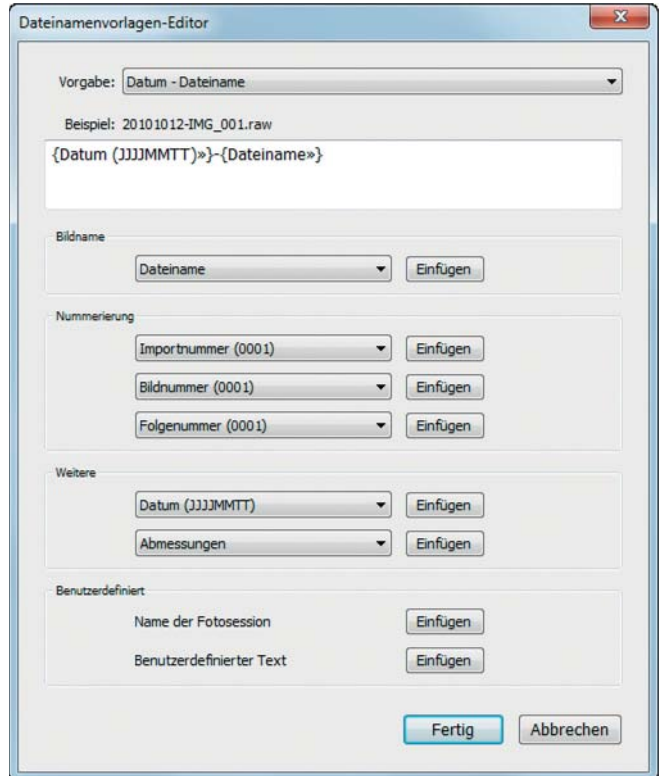 Dateinamenvorlagen-Editor
Vorgabe: Datum - Dateiname
Beispiel: 20101012-IMG_001.raw
{Datum (JJJJMMTT)»}-{Dateiname»}
Bildname
Dateiname Einfügen
Nummerierung
Importnummer (0001) Einfügen
Bildnummer (0001) Einfügen
Folgenummer (0001) Einfügen
Weitere
Datum (JJJJMMTT) Einfügen
Abmessungen Einfügen
Benutzerdefiniert
Name der Fotosession Einfügen
Benutzerdefinierter Text Einfügen
Fertig Abbrechen